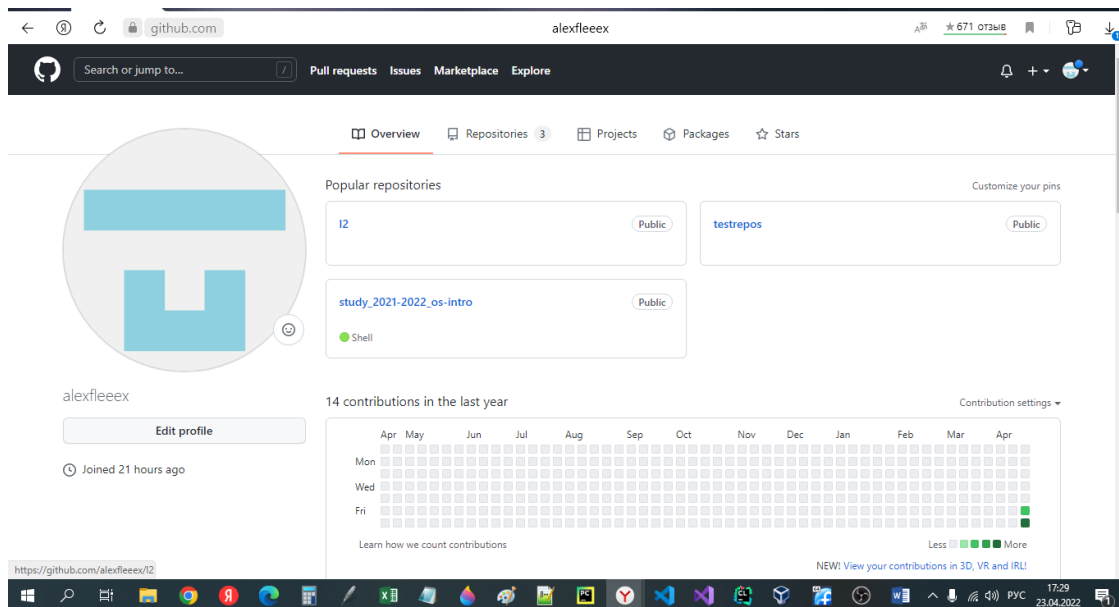 github.com
alexfleeex
★ 671 отзыв
Search or jump to...
/
Pull requests Issues Marketplace Explore
Overview
Repositories 3
Projects
Packages
Stars
Popular repositories
Customize your pins
l2
Public
testrepos
Public
study_2021-2022_os-intro
Public
Shell
alexfleeex
Edit profile
Joined 21 hours ago
14 contributions in the last year
Contribution settings
Apr May Jun Jul Aug Sep Oct Nov Dec Jan Feb Mar Apr
Mon
Wed
Fri
Learn how we count contributions
Less More
NEW! View your contributions in 3D, VR and IRL!
https://github.com/alexfleeex/l2
РУС
17:29
23.04.2022